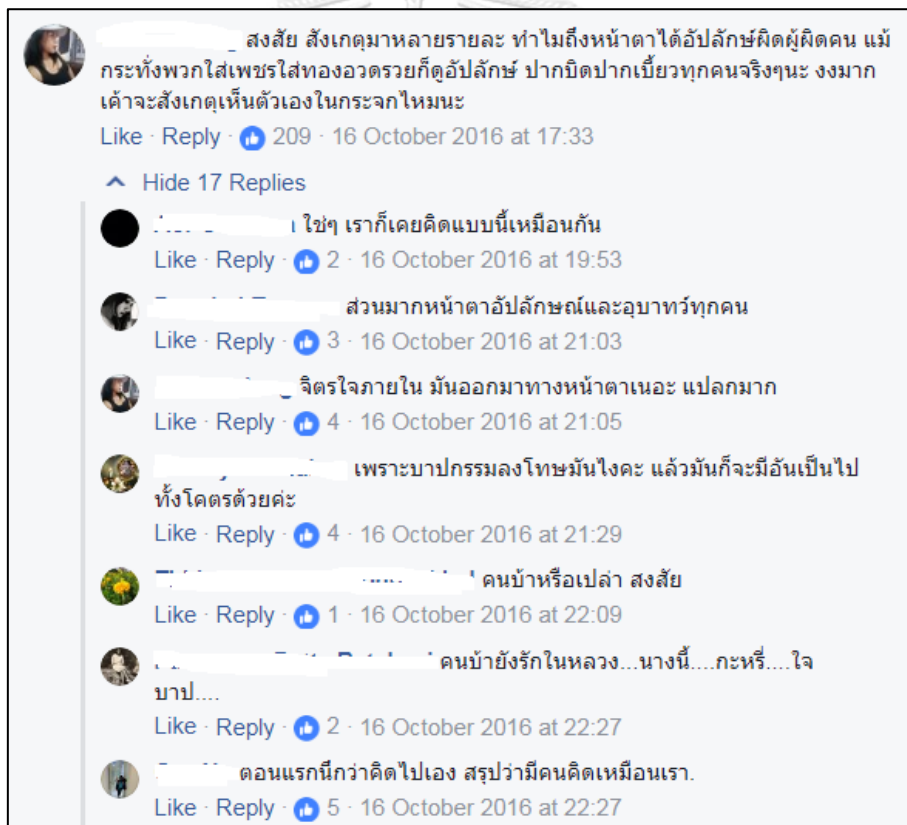 สงสัย สังเกตุมาหลายรายละ ทำไมถึงหน้าตาได้อัปลักษ์ผิดผู้ผิดคน แม้
กระทั่งพวกใส่เพชรใส่ทองอวดรวยก็ดูอัปลักษ์ ปากบิดปากเบี้ยวทุกคนจริงๆนะ งงมาก
เค้าจะสังเกตุเห็นตัวเองในกระจกไหมนะ
Like · Reply · 209 · 16 October 2016 at 17:33
Hide 17 Replies
ใช่ๆ เราก็เคยคิดแบบนี้เหมือนกัน
Like · Reply · 2 · 16 October 2016 at 19:53
ส่วนมากหน้าตาอัปลักษณ์และอุบาทว์ทุกคน
Like · Reply · 3 · 16 October 2016 at 21:03
จิตรใจภายใน มันออกมาทางหน้าตาเนอะ แปลกมาก
Like · Reply · 4 · 16 October 2016 at 21:05
เพราะบาปกรรมลงโทษมันไงคะ แล้วมันก็จะมีอันเป็นไป
ทั้งโคตรด้วยค่ะ
Like · Reply · 4 · 16 October 2016 at 21:29
คนบ้าหรือเปล่า สงสัย
Like · Reply · 1 · 16 October 2016 at 22:09
คนบ้ายังรักในหลวง...นางนี้....กะหรี่....ใจ
บาป....
Like · Reply · 2 · 16 October 2016 at 22:27
ตอนแรกนึกว่าคิดไปเอง สรุปว่ามีคนคิดเหมือนเรา.
Like · Reply · 5 · 16 October 2016 at 22:27